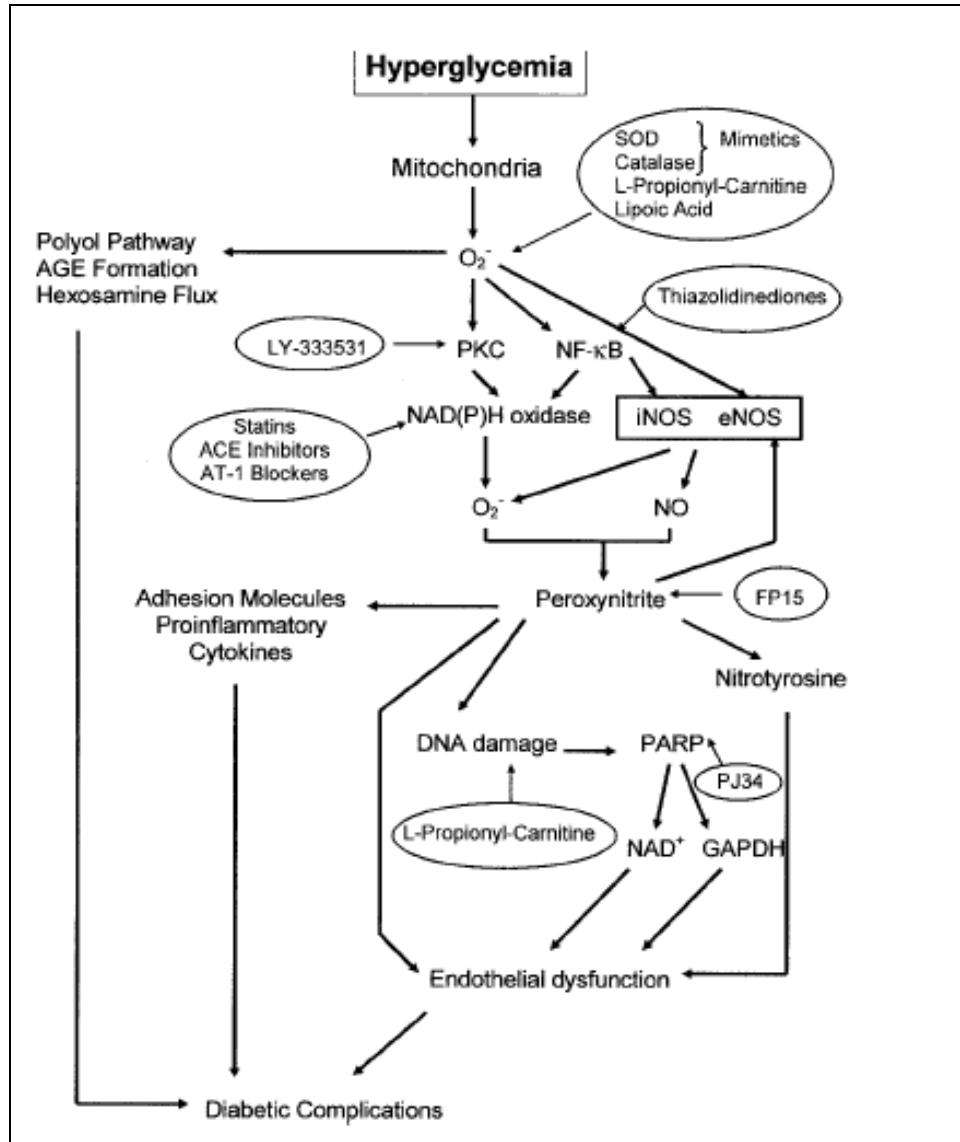 Hyperglycemia
Mitochondria
SOD
Catalase } Mimetics
L-Propionyl-Carnitine
Lipoic Acid
O₂⁻
Polyol Pathway
AGE Formation
Hexosamine Flux
Thiazolidinediones
LY-333531
PKC
NF-κB
NAD(P)H oxidase
iNOS eNOS
Statins
ACE Inhibitors
AT-1 Blockers
O₂⁻
NO
Peroxynitrite
FP15
Adhesion Molecules
Proinflammatory
Cytokines
Nitrotyrosine
DNA damage
PARP
PJ34
L-Propionyl-Carnitine
NAD⁺
GAPDH
Endothelial dysfunction
Diabetic Complications